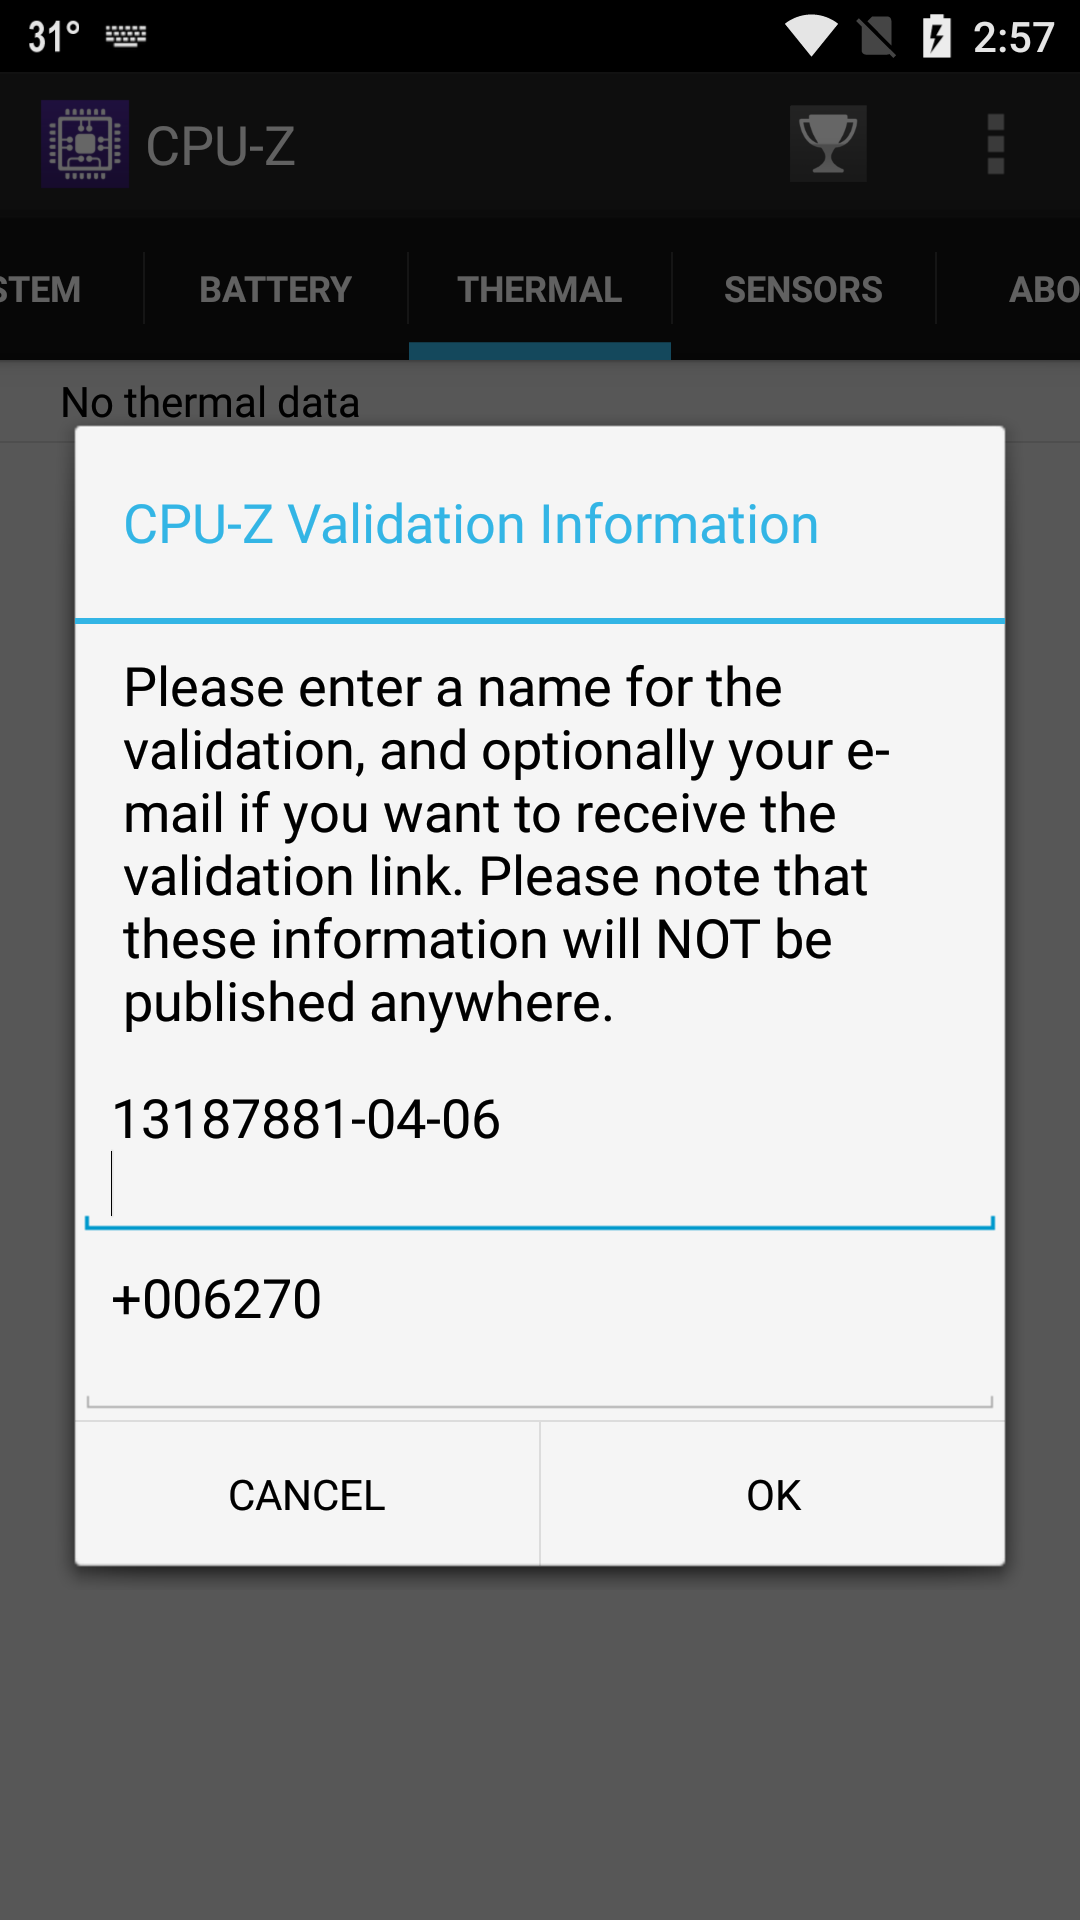 31° 2:57
CPU-Z
STEM BATTERY THERMAL SENSORS ABO
No thermal data
CPU-Z Validation Information
Please enter a name for the
validation, and optionally your e-
mail if you want to receive the
validation link. Please note that
these information will NOT be
published anywhere.
13187881-04-06
+006270
CANCEL OK